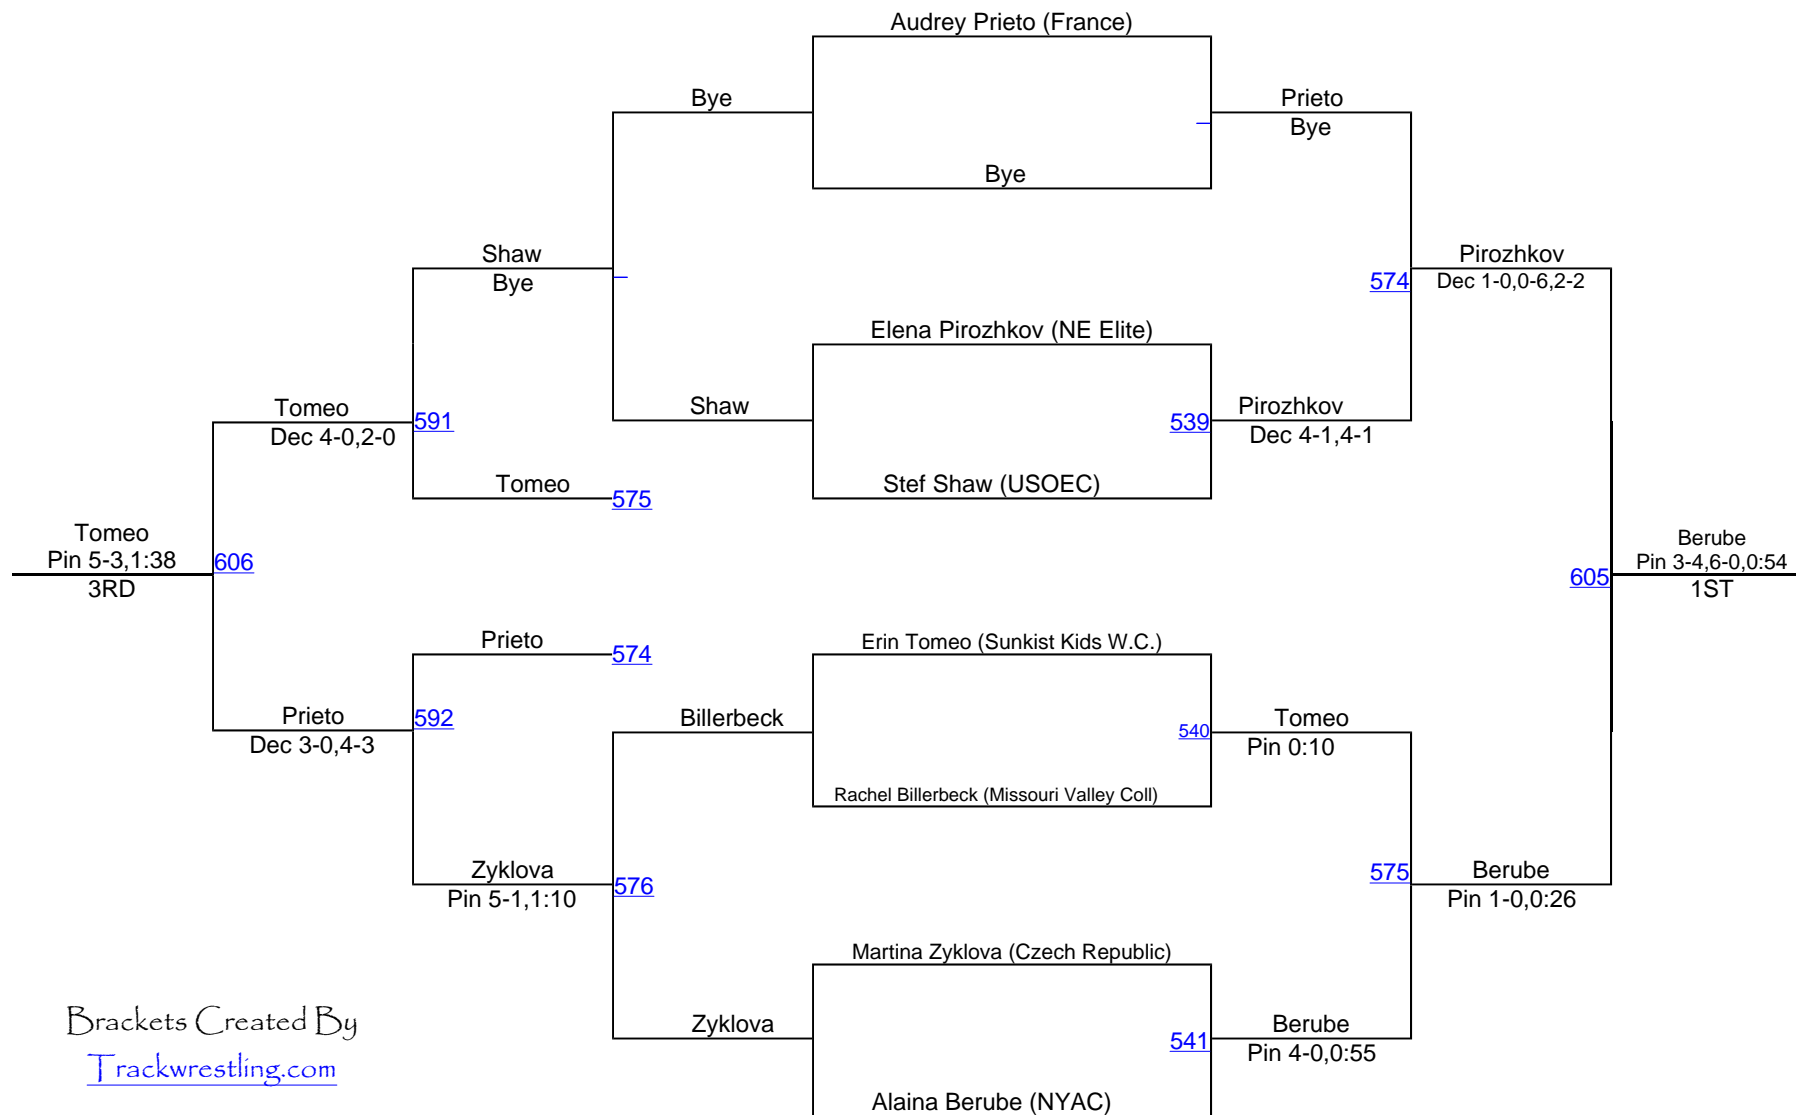 Audrey Prieto (France)
Bye
Prieto
Bye
Bye
Shaw
Bye
Pirozhkov
574
Dec 1-0,0-6,2-2
Elena Pirozhkov (NE Elite)
Tomeo
591
Shaw
539
Pirozhkov
Dec 4-0,2-0
Dec 4-1,4-1
Tomeo
575
Stef Shaw (USOEC)
Tomeo
Pin 5-3,1:38
606
3RD
Berube
605
Pin 3-4,6-0,0:54
1ST
Prieto
574
Erin Tomeo (Sunkist Kids W.C.)
Prieto
592
Billerbeck
540
Tomeo
Dec 3-0,4-3
Pin 0:10
Rachel Billerbeck (Missouri Valley Coll)
Zyklova
576
575
Berube
Pin 5-1,1:10
Pin 1-0,0:26
Martina Zyklova (Czech Republic)
Zyklova
541
Berube
Pin 4-0,0:55
Alaina Berube (NYAC)
Brackets Created By
Trackwrestling.com